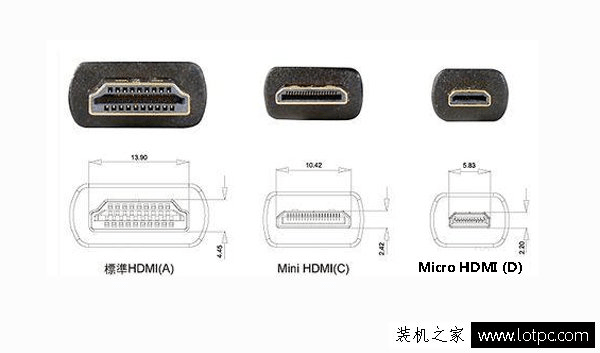 13.90
10.42
5.83
4.45
2.42
2.20
標準HDMI(A)
Mini HDMI(C)
Micro HDMI (D)
装机之家
www.lotpc.com